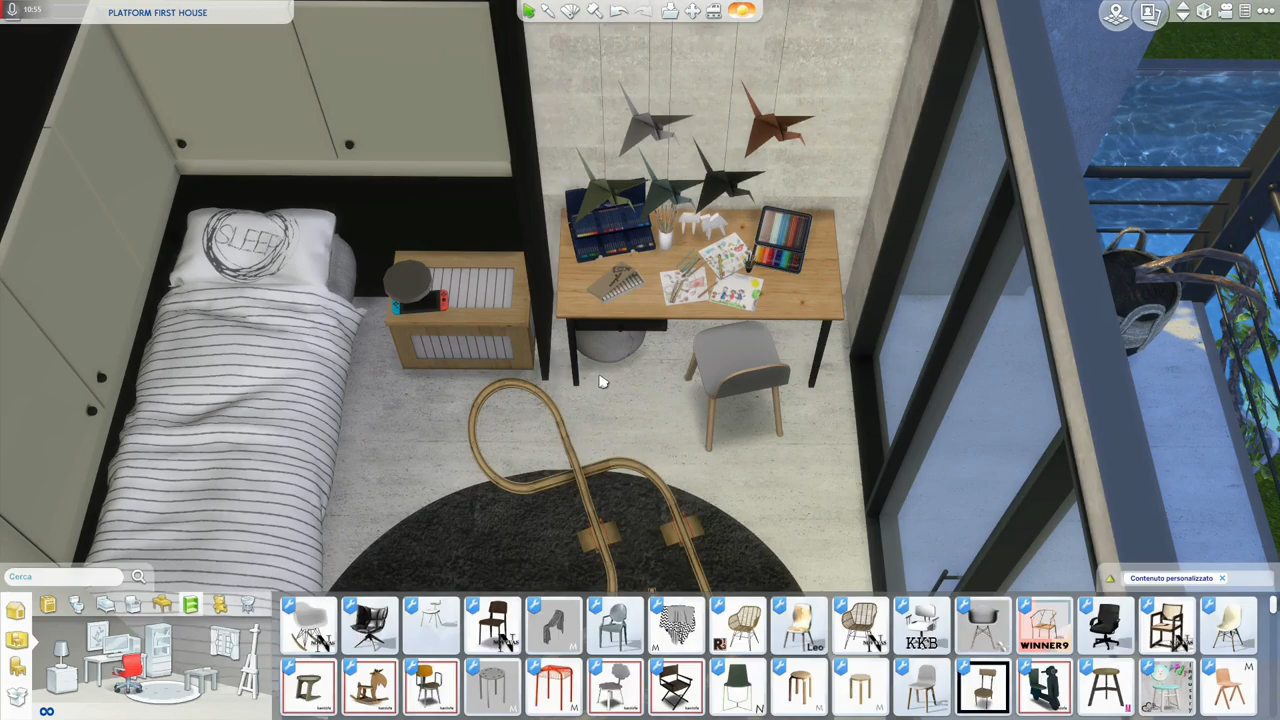 10:55
PLATFORM FIRST HOUSE
SLEEP
Cerca
Contenuto personalizzato
M
M
R
Leo
KKB
WINNER9
M
M
N
M
M
M
M